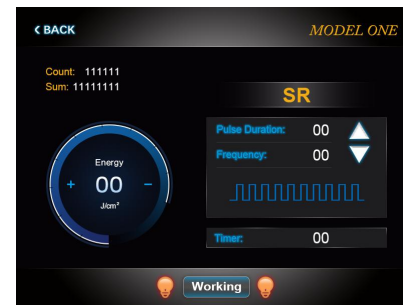 < BACK
MODEL ONE
Count: 111111
Sum: 11111111
SR
Pulse Duration: 00
Frequency: 00
Energy
+ 00 -
J/cm²
Timer: 00
Working